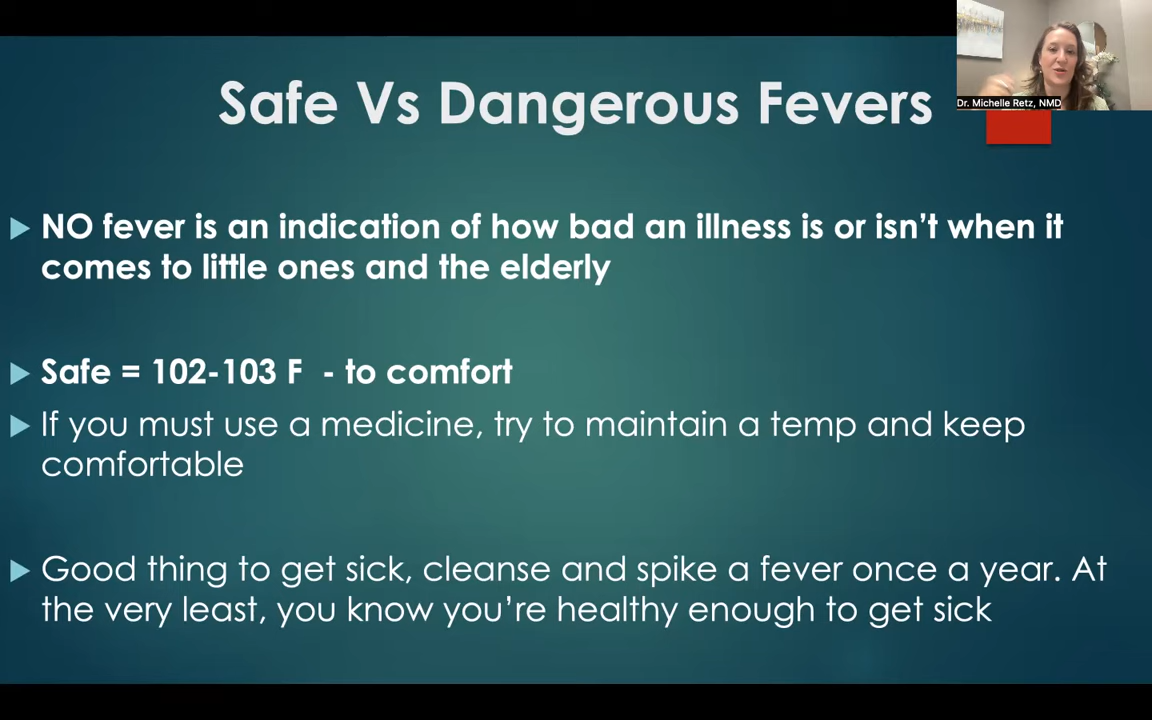 Safe Vs Dangerous Fevers
Dr. Michelle Retz, NMD
NO fever is an indication of how bad an illness is or isn't when it
comes to little ones and the elderly
Safe = 102-103 F - to comfort
If you must use a medicine, try to maintain a temp and keep
comfortable
Good thing to get sick, cleanse and spike a fever once a year. At
the very least, you know you're healthy enough to get sick